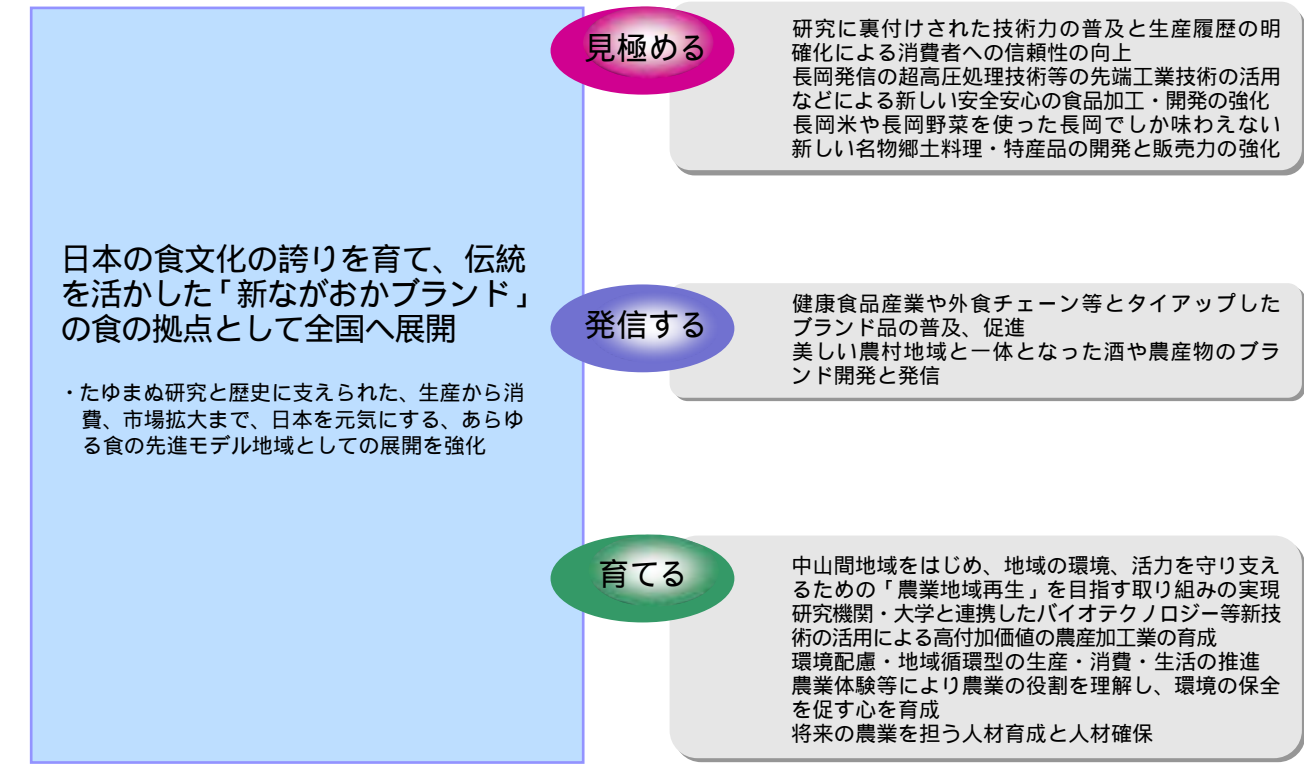 日本の食文化の誇りを育て、伝統
を活かした「新ながおかブランド」
の食の拠点として全国へ展開
・たゆまぬ研究と歴史に支えられた、生産から消
費、市場拡大まで、日本を元気にする、あらゆ
る食の先進モデル地域としての展開を強化
見極める
研究に裏付けされた技術力の普及と生産履歴の明
確化による消費者への信頼性の向上
長岡発信の超高圧処理技術等の先端工業技術の活用
などによる新しい安全安心の食品加工・開発の強化
長岡米や長岡野菜を使った長岡でしか味わえない
新しい名物郷土料理・特産品の開発と販売力の強化
発信する
健康食品産業や外食チェーン等とタイアップした
ブランド品の普及、促進
美しい農村地域と一体となった酒や農産物のブラ
ンド開発と発信
育てる
中山間地域をはじめ、地域の環境、活力を守り支え
るための「農業地域再生」を目指す取り組みの実現
研究機関・大学と連携したバイオテクノロジー等新技
術の活用による高付加価値の農産加工業の育成
環境配慮・地域循環型の生産・消費・生活の推進
農業体験等により農業の役割を理解し、環境の保全
を促す心を育成
将来の農業を担う人材育成と人材確保